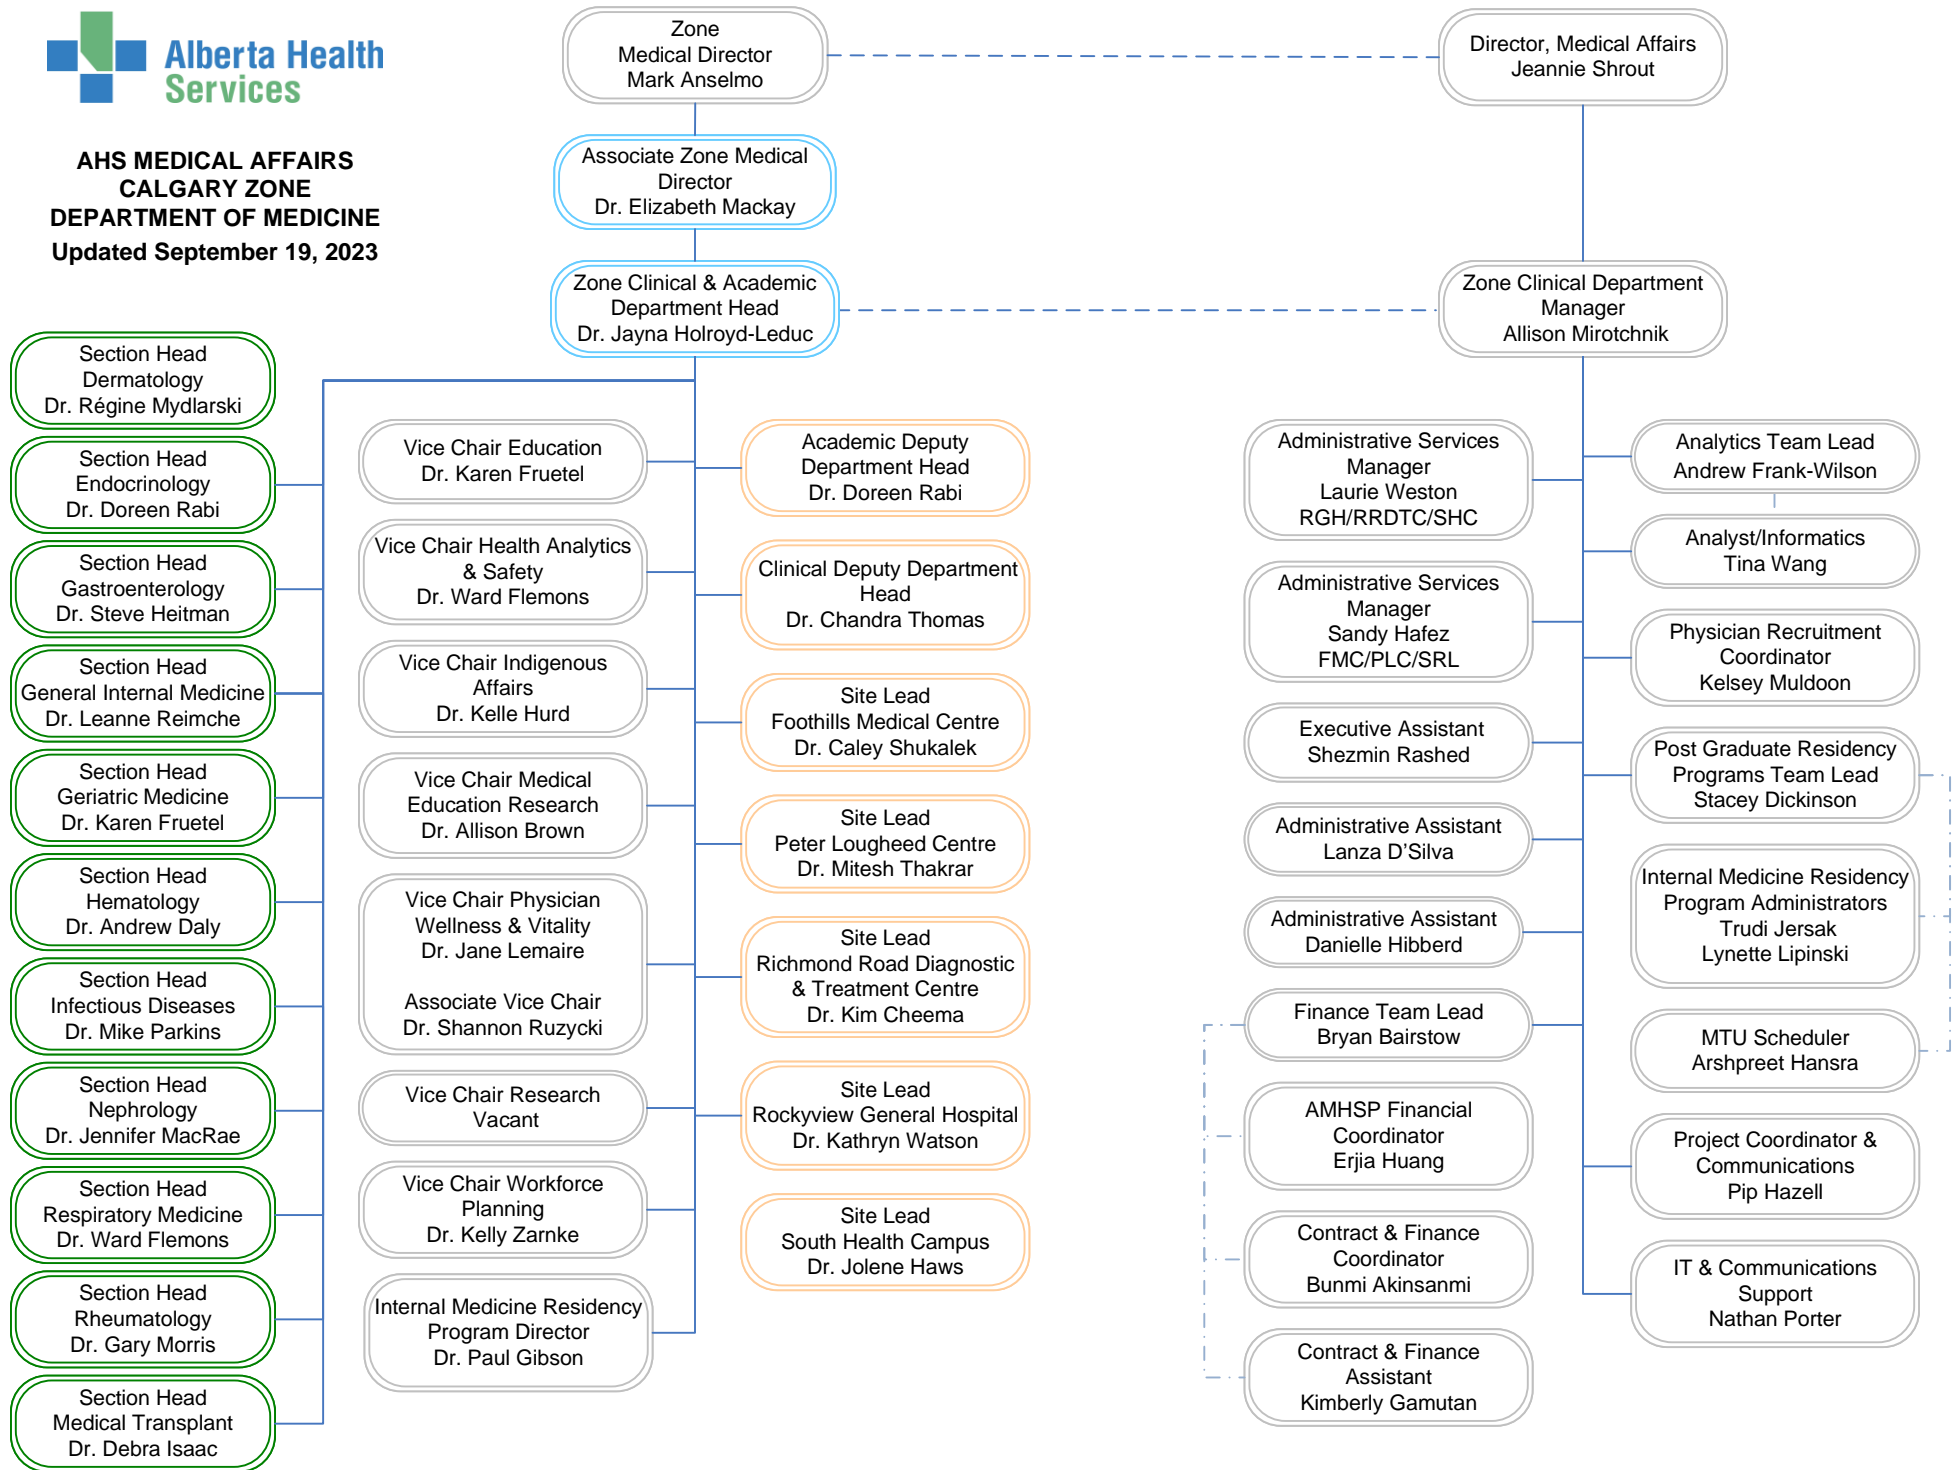 Alberta Health
Services
AHS MEDICAL AFFAIRS
CALGARY ZONE
DEPARTMENT OF MEDICINE
Updated September 19, 2023
Zone
Medical Director
Mark Anselmo
Director, Medical Affairs
Jeannie Shrout
Associate Zone Medical
Director
Dr. Elizabeth Mackay
Zone Clinical & Academic
Department Head
Dr. Jayna Holroyd-Leduc
Zone Clinical Department
Manager
Allison Mirotchnik
Section Head
Dermatology
Dr. Régine Mydlarski
Section Head
Endocrinology
Dr. Doreen Rabi
Section Head
Gastroenterology
Dr. Steve Heitman
Section Head
General Internal Medicine
Dr. Leanne Reimche
Section Head
Geriatric Medicine
Dr. Karen Fruetel
Section Head
Hematology
Dr. Andrew Daly
Section Head
Infectious Diseases
Dr. Mike Parkins
Section Head
Nephrology
Dr. Jennifer MacRae
Section Head
Respiratory Medicine
Dr. Ward Flemons
Section Head
Rheumatology
Dr. Gary Morris
Section Head
Medical Transplant
Dr. Debra Isaac
Vice Chair Education
Dr. Karen Fruetel
Vice Chair Health Analytics
& Safety
Dr. Ward Flemons
Vice Chair Indigenous
Affairs
Dr. Kelle Hurd
Vice Chair Medical
Education Research
Dr. Allison Brown
Vice Chair Physician
Wellness & Vitality
Dr. Jane Lemaire
Associate Vice Chair
Dr. Shannon Ruzycki
Vice Chair Research
Vacant
Vice Chair Workforce
Planning
Dr. Kelly Zarnke
Internal Medicine Residency
Program Director
Dr. Paul Gibson
Academic Deputy
Department Head
Dr. Doreen Rabi
Clinical Deputy Department
Head
Dr. Chandra Thomas
Site Lead
Foothills Medical Centre
Dr. Caley Shukalek
Site Lead
Peter Lougheed Centre
Dr. Mitesh Thakrar
Site Lead
Richmond Road Diagnostic
& Treatment Centre
Dr. Kim Cheema
Site Lead
Rockyview General Hospital
Dr. Kathryn Watson
Site Lead
South Health Campus
Dr. Jolene Haws
Administrative Services
Manager
Laurie Weston
RGH/RRDTC/SHC
Administrative Services
Manager
Sandy Hafez
FMC/PLC/SRL
Executive Assistant
Shezmin Rashed
Administrative Assistant
Lanza D’Silva
Administrative Assistant
Danielle Hibberd
Finance Team Lead
Bryan Bairstow
AMHSP Financial
Coordinator
Erjia Huang
Contract & Finance
Coordinator
Bunmi Akinsanmi
Contract & Finance
Assistant
Kimberly Gamutan
Analytics Team Lead
Andrew Frank-Wilson
Analyst/Informatics
Tina Wang
Physician Recruitment
Coordinator
Kelsey Muldoon
Post Graduate Residency
Programs Team Lead
Stacey Dickinson
Internal Medicine Residency
Program Administrators
Trudi Jersak
Lynette Lipinski
MTU Scheduler
Arshpreet Hansra
Project Coordinator &
Communications
Pip Hazell
IT & Communications
Support
Nathan Porter